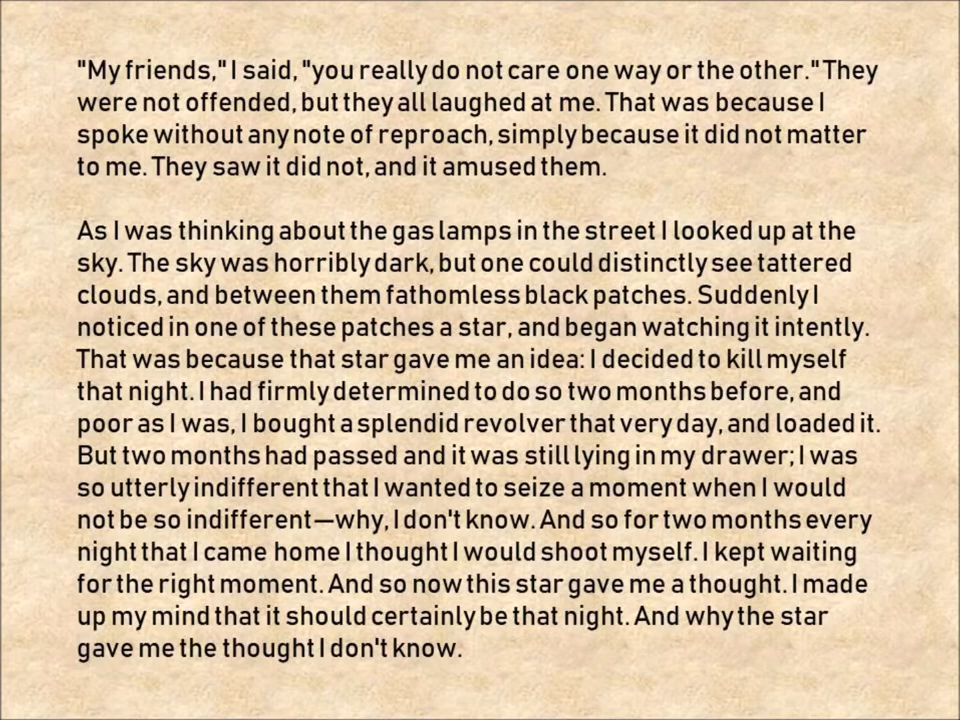 "My friends," I said, "you really do not care one way or the other." They
were not offended, but they all laughed at me. That was because I
spoke without any note of reproach, simply because it did not matter
to me. They saw it did not, and it amused them.
As I was thinking about the gas lamps in the street I looked up at the
sky. The sky was horribly dark, but one could distinctly see tattered
clouds, and between them fathomless black patches. Suddenly I
noticed in one of these patches a star, and began watching it intently.
That was because that star gave me an idea: I decided to kill myself
that night. I had firmly determined to do so two months before, and
poor as I was, I bought a splendid revolver that very day, and loaded it.
But two months had passed and it was still lying in my drawer; I was
so utterly indifferent that I wanted to seize a moment when I would
not be so indifferent—why, I don't know. And so for two months every
night that I came home I thought I would shoot myself. I kept waiting
for the right moment. And so now this star gave me a thought. I made
up my mind that it should certainly be that night. And why the star
gave me the thought I don't know.